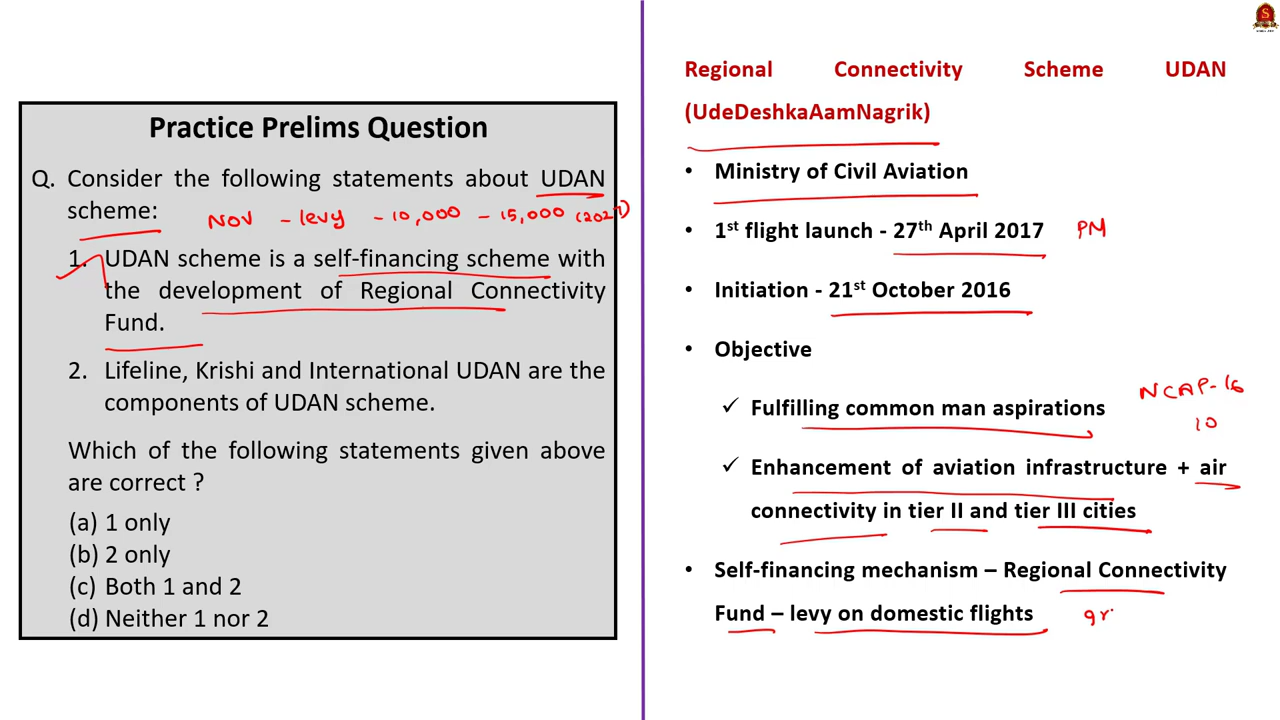 Practice Prelims Question
Q. Consider the following statements about UDAN
scheme:
NOV - levy - 10,000 - 15,000 (2027)
1. UDAN scheme is a self-financing scheme with
the development of Regional Connectivity
Fund.
2. Lifeline, Krishi and International UDAN are the
components of UDAN scheme.
Which of the following statements given above
are correct ?
(a) 1 only
(b) 2 only
(c) Both 1 and 2
(d) Neither 1 nor 2
Regional Connectivity Scheme UDAN
(UdeDeshkaAamNagrik)
• Ministry of Civil Aviation
• 1st flight launch - 27th April 2017 PM
• Initiation - 21st October 2016
• Objective
✓ Fulfilling common man aspirations
NCAP-16
10
✓ Enhancement of aviation infrastructure + air
connectivity in tier II and tier III cities
• Self-financing mechanism – Regional Connectivity
Fund – levy on domestic flights gr